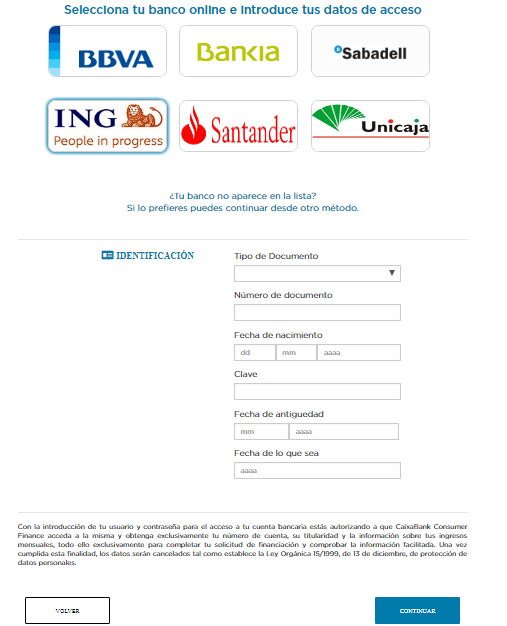 Selecciona tu banco online e introduce tus datos de acceso
BBVA
Bankia
Sabadell
ING
People in progress
Santander
Unicaja
¿Tu banco no aparece en la lista?
Si lo prefieres puedes continuar desde otro método.
IDENTIFICACIÓN
Tipo de Documento
Número de documento
Fecha de nacimiento
dd mm aaaa
Clave
Fecha de antiguedad
mm aaaa
Fecha de lo que sea
aaaa
Con la introducción de tu usuario y contraseña para el acceso a tu cuenta bancaria estás autorizando a que CaixaBank Consumer
Finance acceda a la misma y obtenga exclusivamente tu número de cuenta, su titularidad y la información sobre tus ingresos
mensuales, todo ello exclusivamente para completar tu solicitud de financiación y comprobar la información facilitada. Una vez
cumplida esta finalidad, los datos serán cancelados tal como establece la Ley Orgánica 15/1999, de 13 de diciembre, de protección de
datos personales.
VOLVER
CONTINUAR